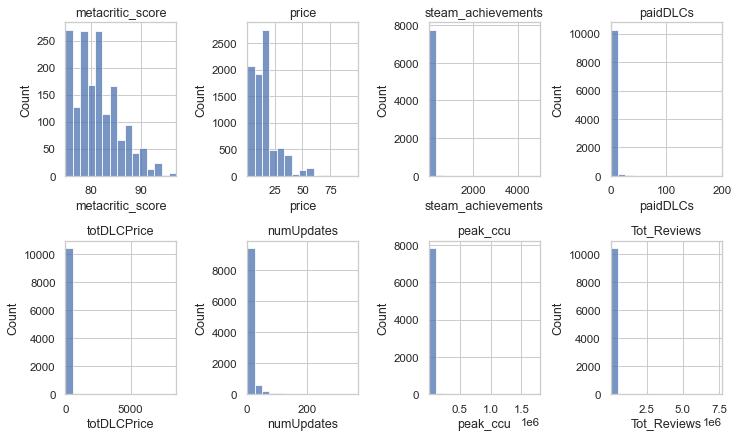 metacritic_score
price
steam_achievements
paidDLCs
Count
250
200
150
100
50
0
80
90
metacritic_score
Count
2500
2000
1500
1000
500
0
25
50
75
price
Count
8000
6000
4000
2000
0
2000
4000
steam_achievements
Count
10000
8000
6000
4000
2000
0
0
100
200
paidDLCs
totDLCPrice
numUpdates
peak_ccu
Tot_Reviews
Count
10000
8000
6000
4000
2000
0
0
5000
totDLCPrice
Count
8000
6000
4000
2000
0
0
200
numUpdates
Count
8000
6000
4000
2000
0
0.5
1.0
1.5
1e6
peak_ccu
Count
10000
8000
6000
4000
2000
0
2.5
5.0
7.5
1e6
Tot_Reviews